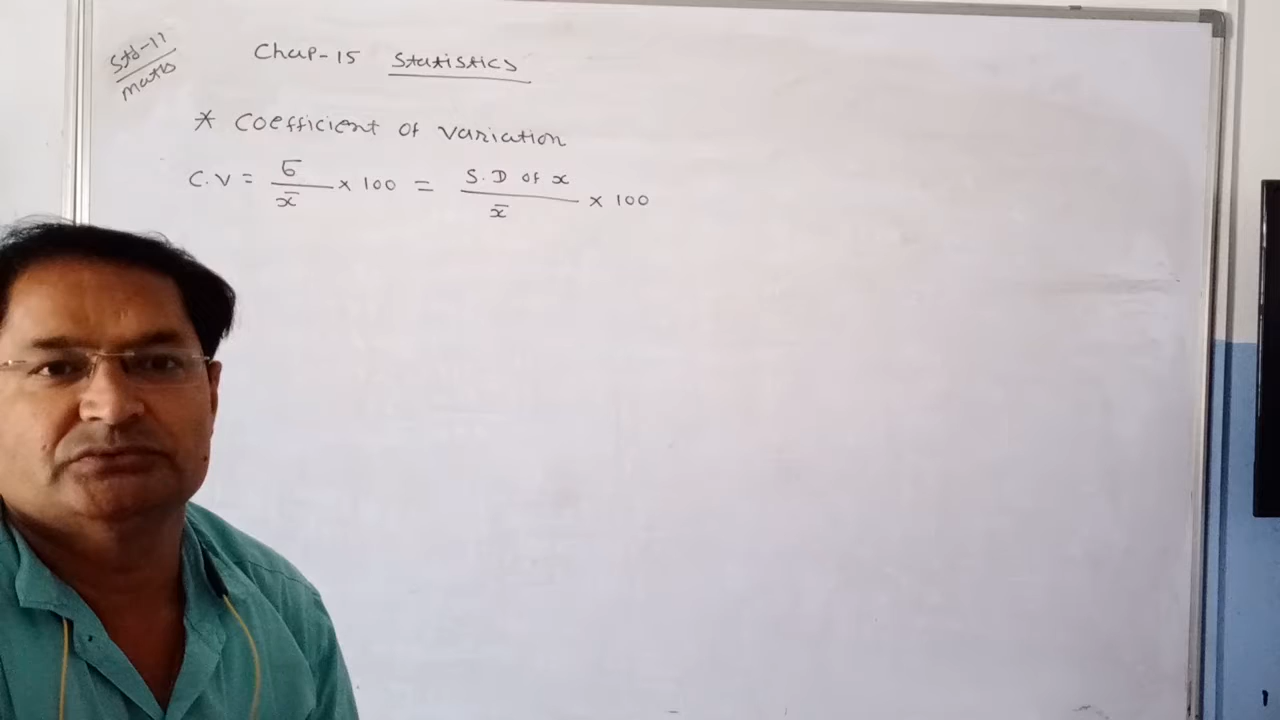 Std-11
maths
Chap-15 Statistics
* Coefficient of variation
C.V = σ/x̄ × 100 = S.D of x/x̄ × 100